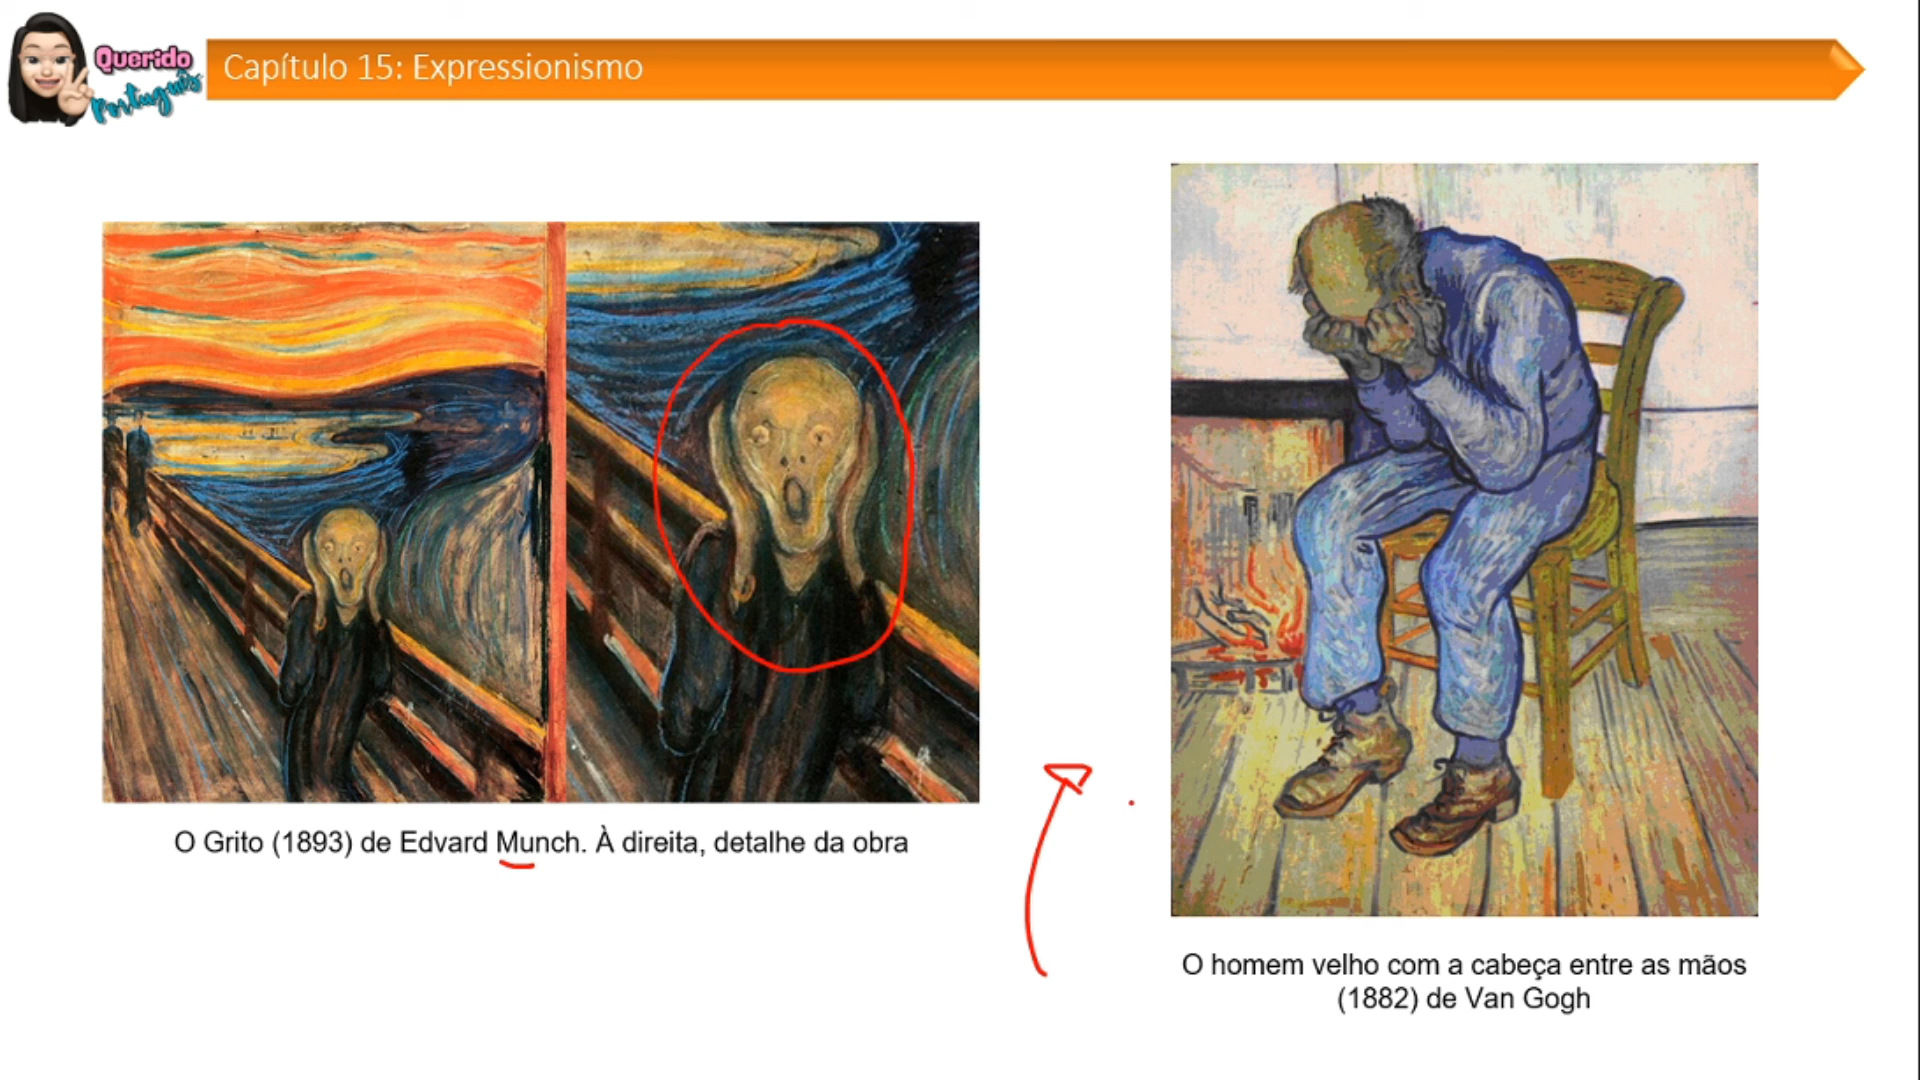 Querido
Português
Capítulo 15: Expressionismo
O Grito (1893) de Edvard Munch. À direita, detalhe da obra
O homem velho com a cabeça entre as mãos
(1882) de Van Gogh